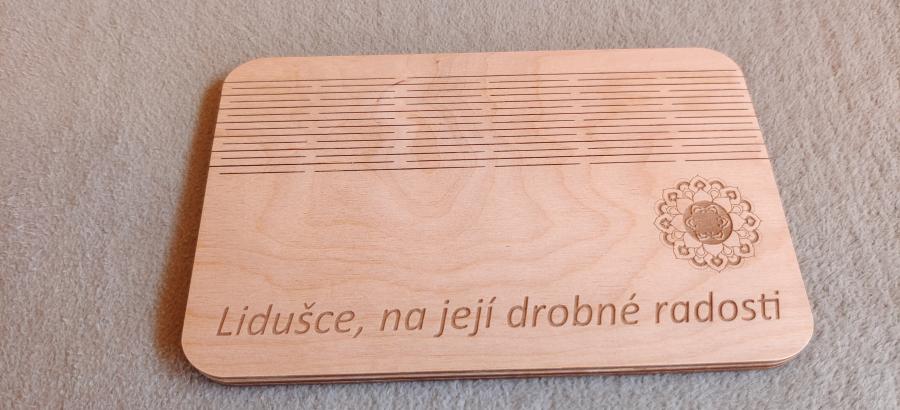 Lidušce, na její drobné radosti